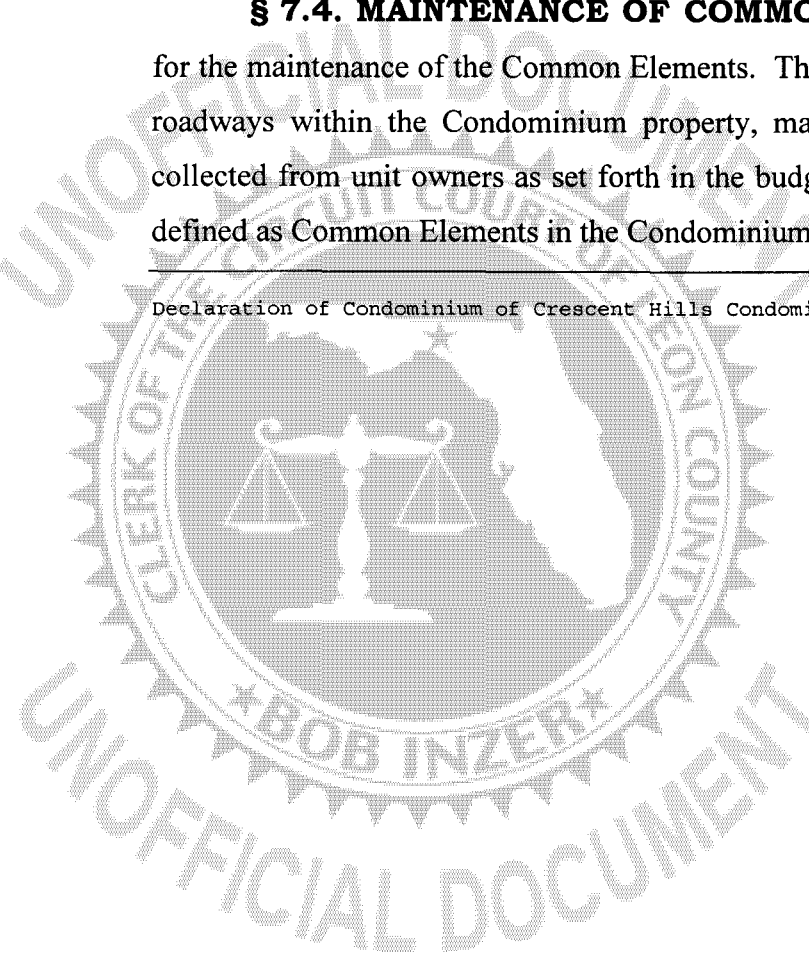 § 7.4. MAINTENANCE OF COMMO
for the maintenance of the Common Elements. Th
roadways within the Condominium property, ma
collected from unit owners as set forth in the budg
defined as Common Elements in the Condominium
Declaration of Condominium of Crescent Hills Condomi
UNOFFICIAL DOCUMENT
CLERK OF THE CIRCUIT COURT OF LEON COUNTY
★BOB INZER★
UNOFFICIAL DOCUMENT